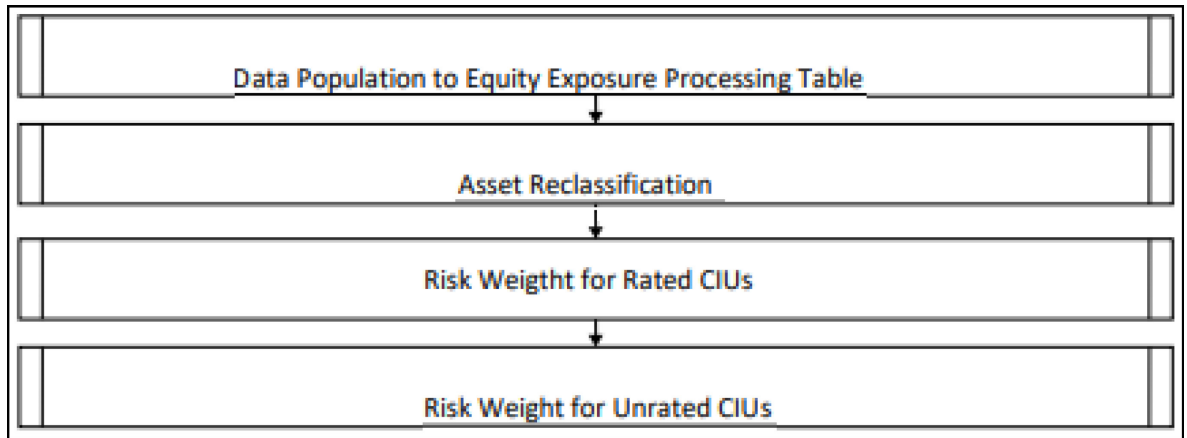 Data Population to Equity Exposure Processing Table
Asset Reclassification
Risk Weigtht for Rated CIUs
Risk Weight for Unrated CIUs